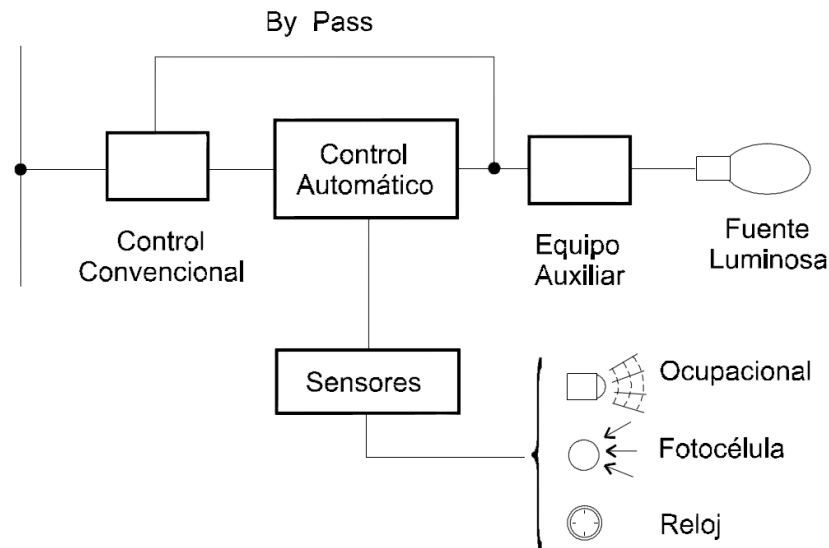 By Pass
Control
Automático
Control
Convencional
Equipo
Auxiliar
Fuente
Luminosa
Sensores
Ocupacional
Fotocélula
Reloj